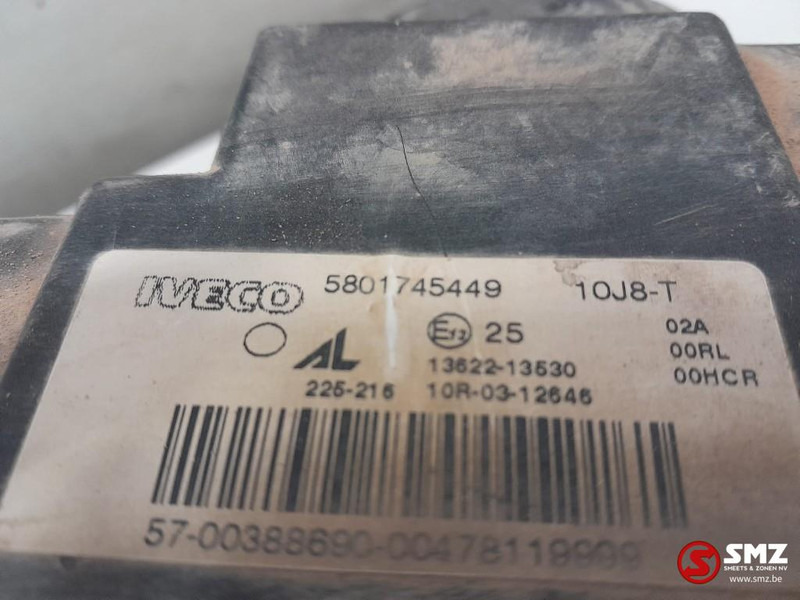 IVECO 5801745449 10J8-T
AL E12 25 02A
13622-13530 00RL
225-216 10R-03-12646 00HCR
57-00388690-00478119909
SMZ
SHEETS & ZONEN NV
www.smz.be